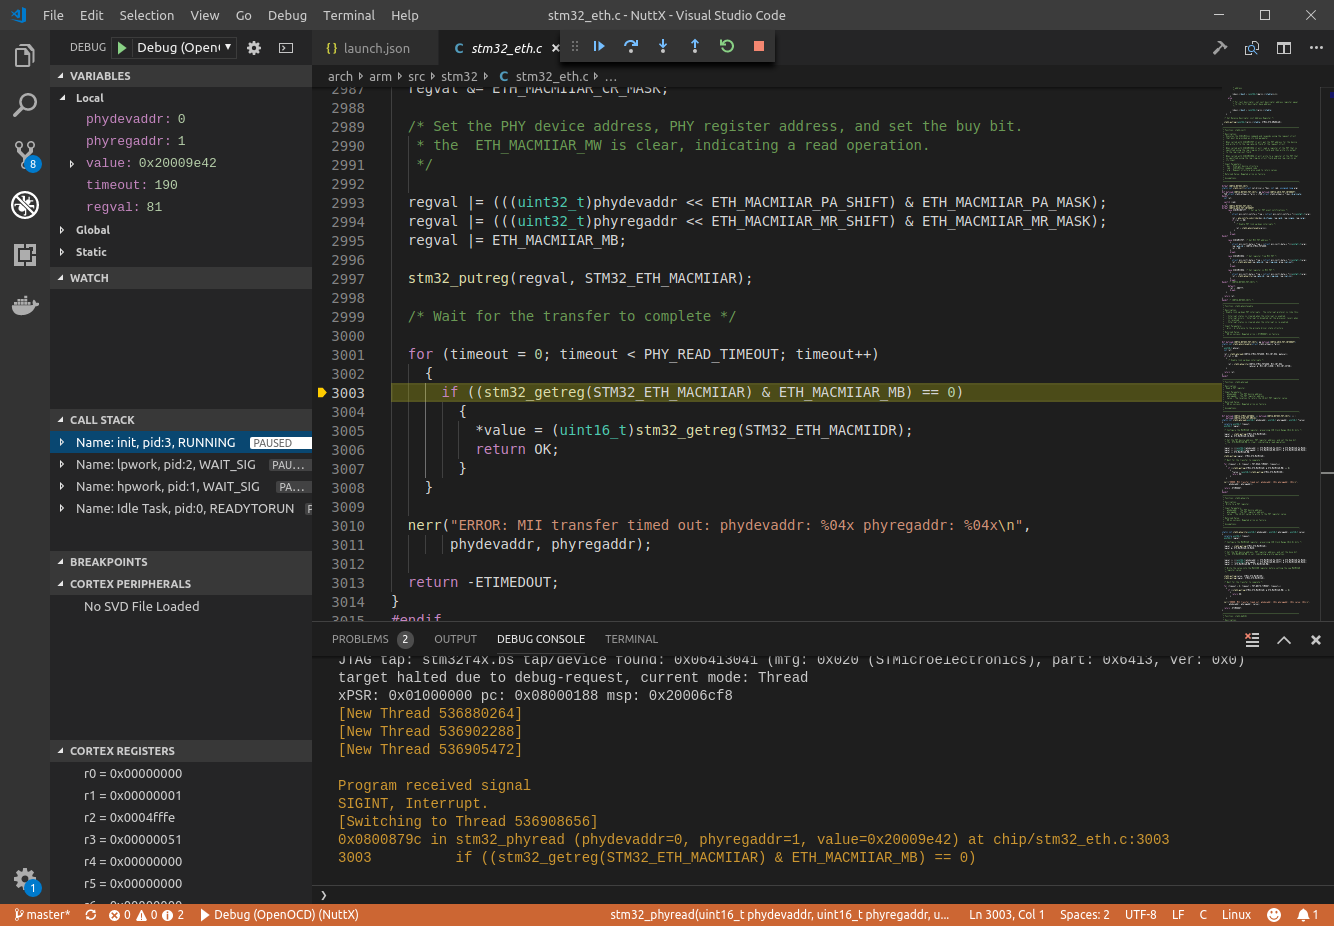 File Edit Selection View Go Debug Terminal Help
stm32_eth.c - NuttX - Visual Studio Code
DEBUG Debug (Open
{} launch.json
C stm32_eth.c
arch arm src stm32 C stm32_eth.c ...
VARIABLES
Local
phydevaddr: 0
phyregaddr: 1
value: 0x20009e42
timeout: 190
regval: 81
Global
Static
WATCH
CALL STACK
Name: init, pid:3, RUNNING PAUSED
Name: lpwork, pid:2, WAIT_SIG PAU...
Name: hpwork, pid:1, WAIT_SIG PA...
Name: Idle Task, pid:0, READYTORUN
BREAKPOINTS
CORTEX PERIPHERALS
No SVD File Loaded
CORTEX REGISTERS
r0 = 0x00000000
r1 = 0x00000001
r2 = 0x0004fffe
r3 = 0x00000051
r4 = 0x00000000
r5 = 0x00000000
r6 = 0x00000000
8
1
2987 regval &= ETH_MACMIIAR_CR_MASK;
2988
2989 /* Set the PHY device address, PHY register address, and set the buy bit.
2990 * the  ETH_MACMIIAR_MW is clear, indicating a read operation.
2991 */
2992
2993 regval |= (((uint32_t)phydevaddr << ETH_MACMIIAR_PA_SHIFT) & ETH_MACMIIAR_PA_MASK);
2994 regval |= (((uint32_t)phyregaddr << ETH_MACMIIAR_MR_SHIFT) & ETH_MACMIIAR_MR_MASK);
2995 regval |= ETH_MACMIIAR_MB;
2996
2997 stm32_putreg(regval, STM32_ETH_MACMIIAR);
2998
2999 /* Wait for the transfer to complete */
3000
3001 for (timeout = 0; timeout < PHY_READ_TIMEOUT; timeout++)
3002 {
3003 if ((stm32_getreg(STM32_ETH_MACMIIAR) & ETH_MACMIIAR_MB) == 0)
3004 {
3005 *value = (uint16_t)stm32_getreg(STM32_ETH_MACMIIDR);
3006 return OK;
3007 }
3008 }
3009
3010 nerr("ERROR: MII transfer timed out: phydevaddr: %04x phyregaddr: %04x\n",
3011 phydevaddr, phyregaddr);
3012
3013 return -ETIMEDOUT;
3014 }
3015 #endif
PROBLEMS 2 OUTPUT DEBUG CONSOLE TERMINAL
JTAG tap: stm32f4x.bs tap/device found: 0x06413041 (mfg: 0x020 (STMicroelectronics), part: 0x6413, ver: 0x0)
target halted due to debug-request, current mode: Thread
xPSR: 0x01000000 pc: 0x08000188 msp: 0x20006cf8
[New Thread 536880264]
[New Thread 536902288]
[New Thread 536905472]
Program received signal
SIGINT, Interrupt.
[Switching to Thread 536908656]
0x0800879c in stm32_phyread (phydevaddr=0, phyregaddr=1, value=0x20009e42) at chip/stm32_eth.c:3003
3003 if ((stm32_getreg(STM32_ETH_MACMIIAR) & ETH_MACMIIAR_MB) == 0)
❯
master* 0 0 2 Debug (OpenOCD) (NuttX) stm32_phyread(uint16_t phydevaddr, uint16_t phyregaddr, u... Ln 3003, Col 1 Spaces: 2 UTF-8 LF C Linux 1